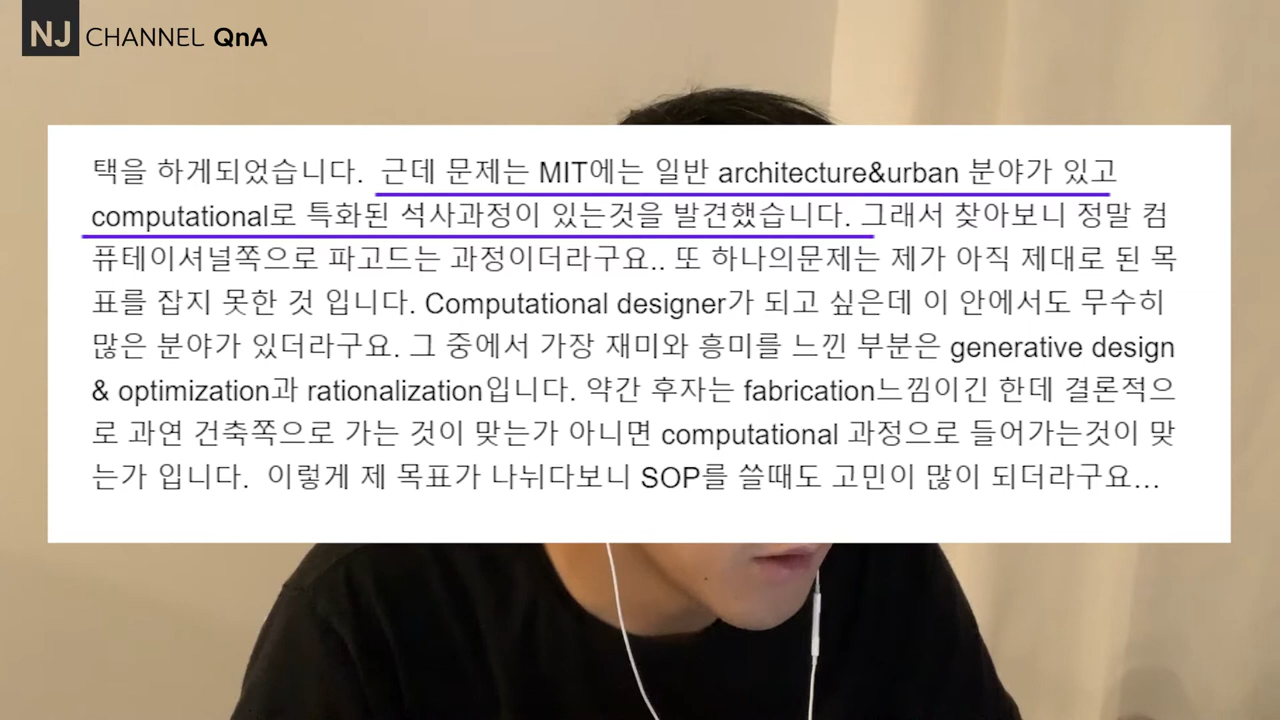 NJ CHANNEL QnA
택을 하게되었습니다. 근데 문제는 MIT에는 일반 architecture&urban 분야가 있고
computational로 특화된 석사과정이 있는것을 발견했습니다. 그래서 찾아보니 정말 컴
퓨테이셔널쪽으로 파고드는 과정이더라구요.. 또 하나의문제는 제가 아직 제대로 된 목
표를 잡지 못한 것 입니다. Computational designer가 되고 싶은데 이 안에서도 무수히
많은 분야가 있더라구요. 그 중에서 가장 재미와 흥미를 느낀 부분은 generative design
& optimization과 rationalization입니다. 약간 후자는 fabrication느낌이긴 한데 결론적으
로 과연 건축쪽으로 가는 것이 맞는가 아니면 computational 과정으로 들어가는것이 맞
는가 입니다. 이렇게 제 목표가 나뉘다보니 SOP를 쓸때도 고민이 많이 되더라구요...